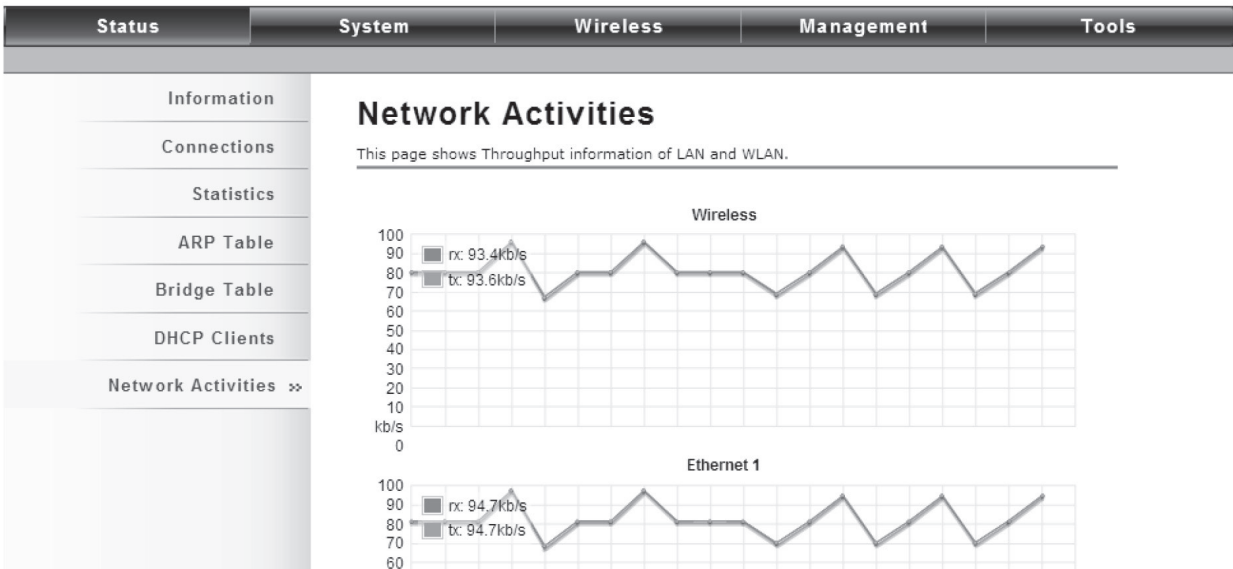 Status System Wireless Management Tools
Information
Connections
Statistics
ARP Table
Bridge Table
DHCP Clients
Network Activities »
Network Activities
This page shows Throughput information of LAN and WLAN.
Wireless
100
90
80
70
60
50
40
30
20
10
kb/s
0
rx: 93.4kb/s
tx: 93.6kb/s
Ethernet 1
100
90
80
70
60
rx: 94.7kb/s
tx: 94.7kb/s